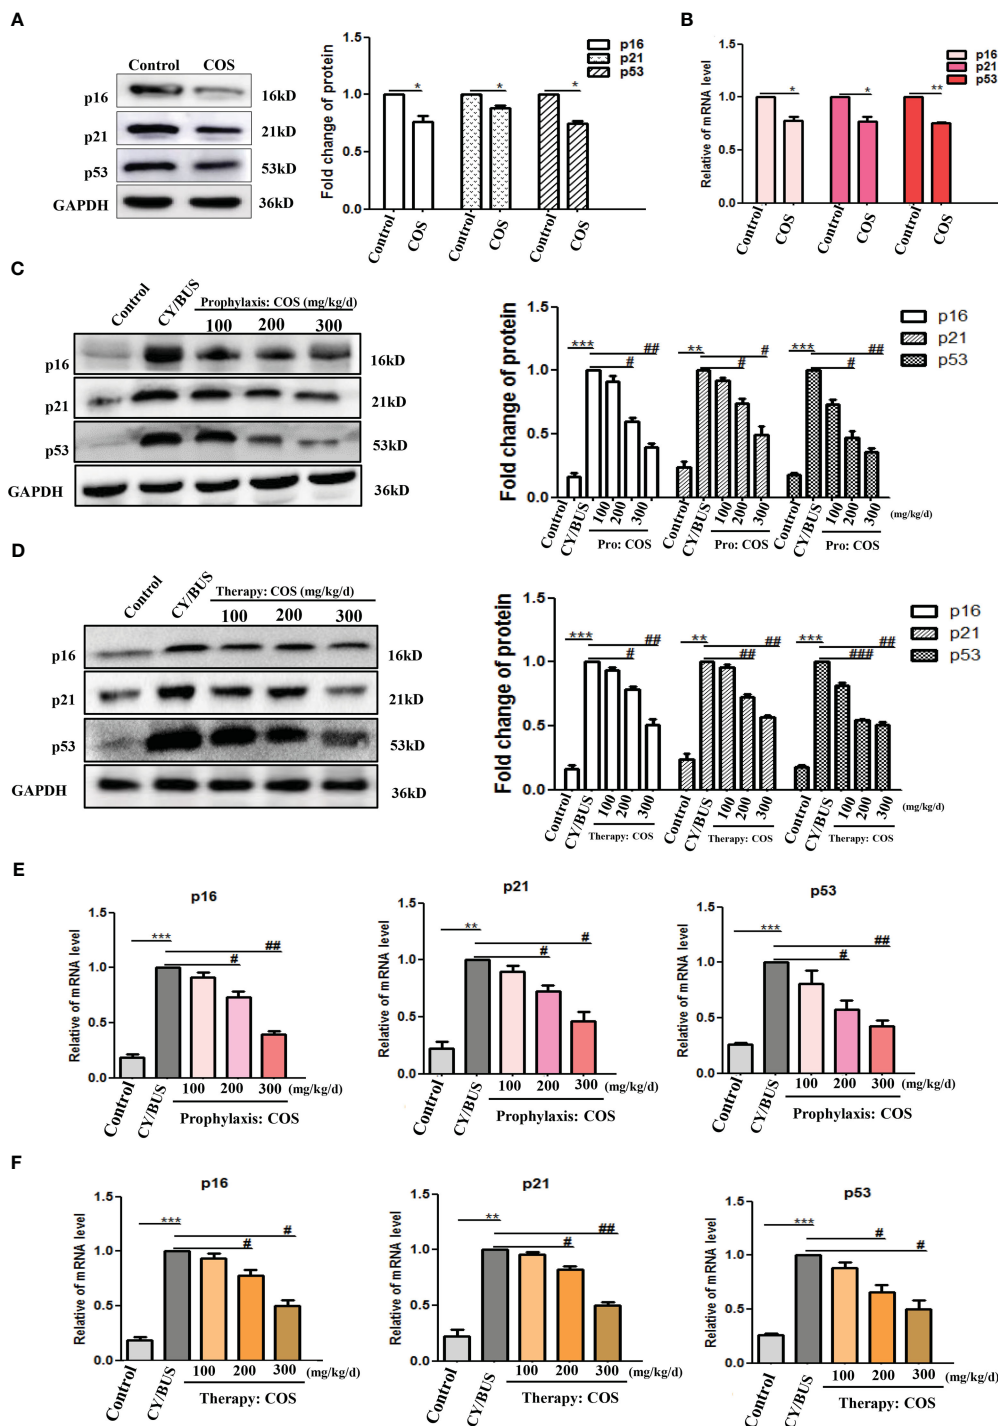 A
Control COS
p16 16kD
p21 21kD
p53 53kD
GAPDH 36kD
Fold change of protein
1.5
1.0
0.5
0.0
* * *
p16
p21
p53
Control COS Control COS Control COS
B
Relative of mRNA level
1.5
1.0
0.5
0.0
* * **
p16
p21
p53
Control COS Control COS Control COS
C
Control CY/BUS Prophylaxis: COS (mg/kg/d)
100 200 300
p16 16kD
p21 21kD
p53 53kD
GAPDH 36kD
Fold change of protein
1.5
1.0
0.5
0.0
*** # ## ** # # *** # ##
p16
p21
p53
Control CY/BUS 100 200 300 Control CY/BUS 100 200 300 Control CY/BUS 100 200 300 (mg/kg/d)
Pro: COS Pro: COS Pro: COS
D
Control CY/BUS Therapy: COS (mg/kg/d)
100 200 300
p16 16kD
p21 21kD
p53 53kD
GAPDH 36kD
Fold change of protein
1.5
1.0
0.5
0.0
*** # ## ** ## ## *** ### ##
p16
p21
p53
Control CY/BUS 100 200 300 Control CY/BUS 100 200 300 Control CY/BUS 100 200 300 (mg/kg/d)
Therapy: COS Therapy: COS Therapy: COS
E
p16
Relative of mRNA level
1.5
1.0
0.5
0.0
*** # ##
Control CY/BUS 100 200 300 (mg/kg/d)
Prophylaxis: COS
p21
Relative of mRNA level
1.5
1.0
0.5
0.0
** # #
Control CY/BUS 100 200 300 (mg/kg/d)
Prophylaxis: COS
p53
Relative of mRNA level
1.5
1.0
0.5
0.0
*** # ##
Control CY/BUS 100 200 300 (mg/kg/d)
Prophylaxis: COS
F
p16
Relative of mRNA level
1.5
1.0
0.5
0.0
*** # #
Control CY/BUS 100 200 300 (mg/kg/d)
Therapy: COS
p21
Relative of mRNA level
1.5
1.0
0.5
0.0
** # ##
Control CY/BUS 100 200 300 (mg/kg/d)
Therapy: COS
p53
Relative of mRNA level
1.5
1.0
0.5
0.0
*** # #
Control CY/BUS 100 200 300 (mg/kg/d)
Therapy: COS